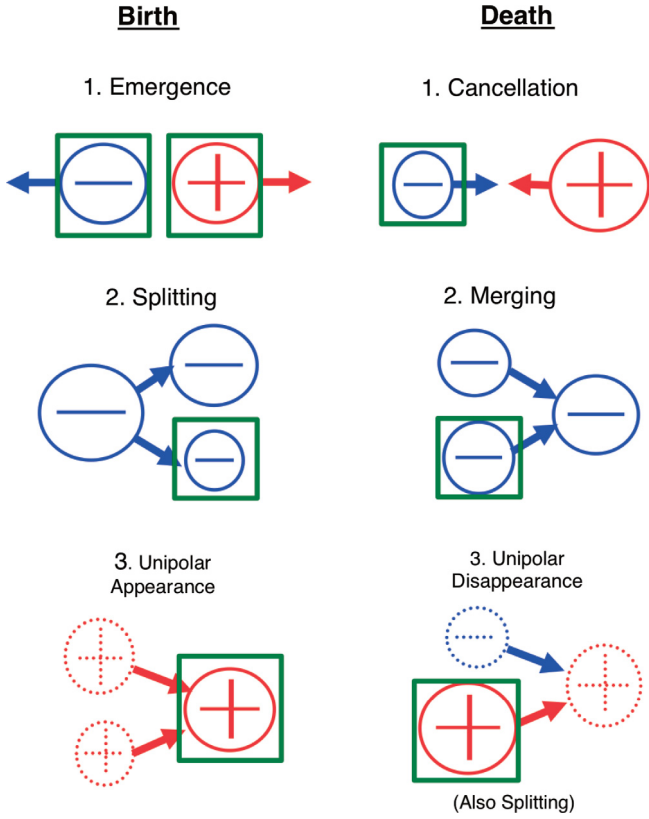 Birth
Death
1. Emergence
1. Cancellation
2. Splitting
2. Merging
3. Unipolar
Appearance
3. Unipolar
Disappearance
(Also Splitting)